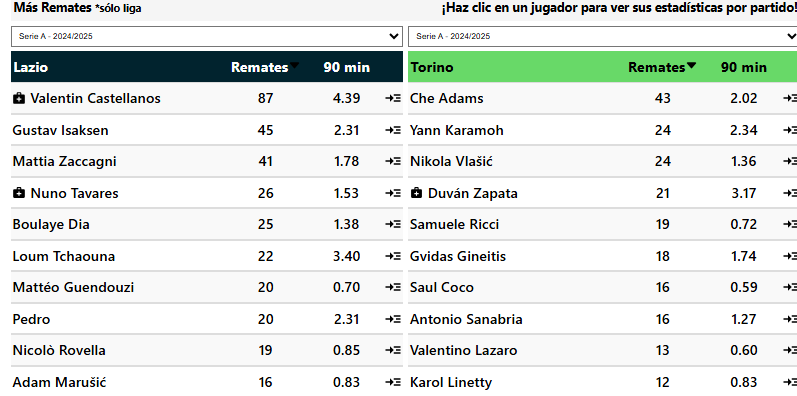 Más Remates *sólo liga ¡Haz clic en un jugador para ver sus estadísticas por partido!
Serie A - 2024/2025 Serie A - 2024/2025
Lazio Remates 90 min Torino Remates 90 min
Valentin Castellanos 87 4.39 Che Adams 43 2.02
Gustav Isaksen 45 2.31 Yann Karamoh 24 2.34
Mattia Zaccagni 41 1.78 Nikola Vlašić 24 1.36
Nuno Tavares 26 1.53 Duván Zapata 21 3.17
Boulaye Dia 25 1.38 Samuele Ricci 19 0.72
Loum Tchaouna 22 3.40 Gvidas Gineitis 18 1.74
Mattéo Guendouzi 20 0.70 Saul Coco 16 0.59
Pedro 20 2.31 Antonio Sanabria 16 1.27
Nicolò Rovella 19 0.85 Valentino Lazaro 13 0.60
Adam Marušić 16 0.83 Karol Linetty 12 0.83